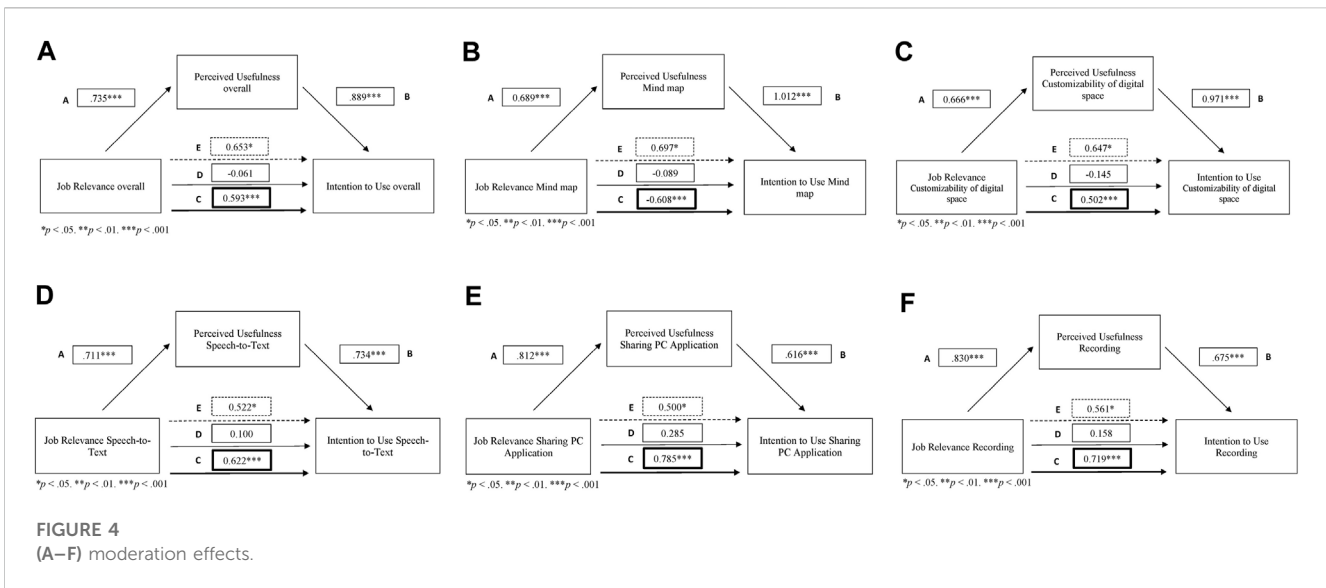 A
Perceived Usefulness
overall
A
.735***
.889***
B
E
0.653*
D
-0.061
C
0.593***
Job Relevance overall
Intention to Use overall
*p < .05. **p < .01. ***p < .001
B
Perceived Usefulness
Mind map
A
0.689***
1.012***
B
E
0.697*
D
-0.089
C
-0.608***
Job Relevance Mind map
Intention to Use Mind
map
*p < .05. **p < .01. ***p < .001
C
Perceived Usefulness
Customizability of digital
space
A
0.666***
0.971***
B
E
0.647*
D
-0.145
C
0.502***
Job Relevance
Customizability of digital
space
Intention to Use
Customizability of digital
space
*p < .05. **p < .01. ***p < .001
D
Perceived Usefulness
Speech-to-Text
A
.711***
.734***
B
E
0.522*
D
0.100
C
0.622***
Job Relevance Speech-to-
Text
Intention to Use Speech-
to-Text
*p < .05. **p < .01. ***p < .001
E
Perceived Usefulness
Sharing PC Application
A
.812***
.616***
B
E
0.500*
D
0.285
C
0.785***
Job Relevance Sharing PC
Application
Intention to Use Sharing
PC Application
*p < .05. **p < .01. ***p < .001
F
Perceived Usefulness
Recording
A
.830***
.675***
B
E
0.561*
D
0.158
C
0.719***
Job Relevance Recording
Intention to Use
Recording
*p < .05. **p < .01. ***p < .001
FIGURE 4
(A–F) moderation effects.